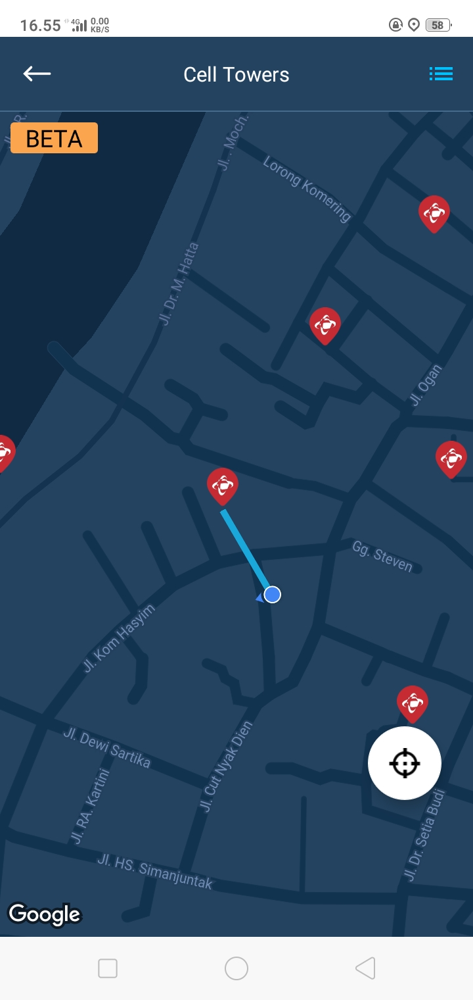 16.55 4G 0.00
KB/S 58
Cell Towers
BETA
Jl. R.
Jl. . Moch.
Lorong Komering
Jl. Dr. M. Hatta
Jl. Ogan
Gg. Steven
Jl. Kom Hasyim
Jl. Dewi Sartika
Jl. Cut Nyak Dien
Jl. RA. Kartini
Jl. Dr. Setia Budi
Jl. HS. Simanjuntak
Google